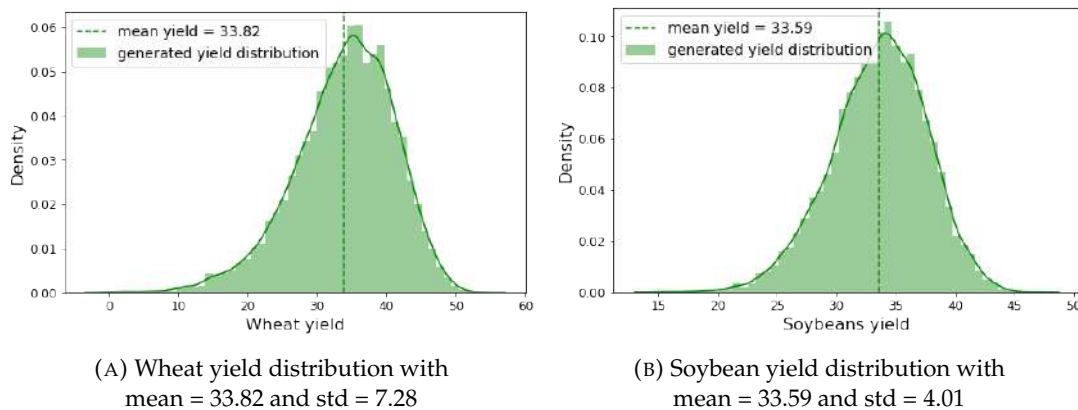 mean yield = 33.82
generated yield distribution
0.06
0.05
0.04
0.03
0.02
0.01
0.00
Density
0
10
20
30
40
50
60
Wheat yield
(A) Wheat yield distribution with
mean = 33.82 and std = 7.28
mean yield = 33.59
generated yield distribution
0.10
0.08
0.06
0.04
0.02
0.00
Density
15
20
25
30
35
40
45
50
Soybeans yield
(B) Soybean yield distribution with
mean = 33.59 and std = 4.01